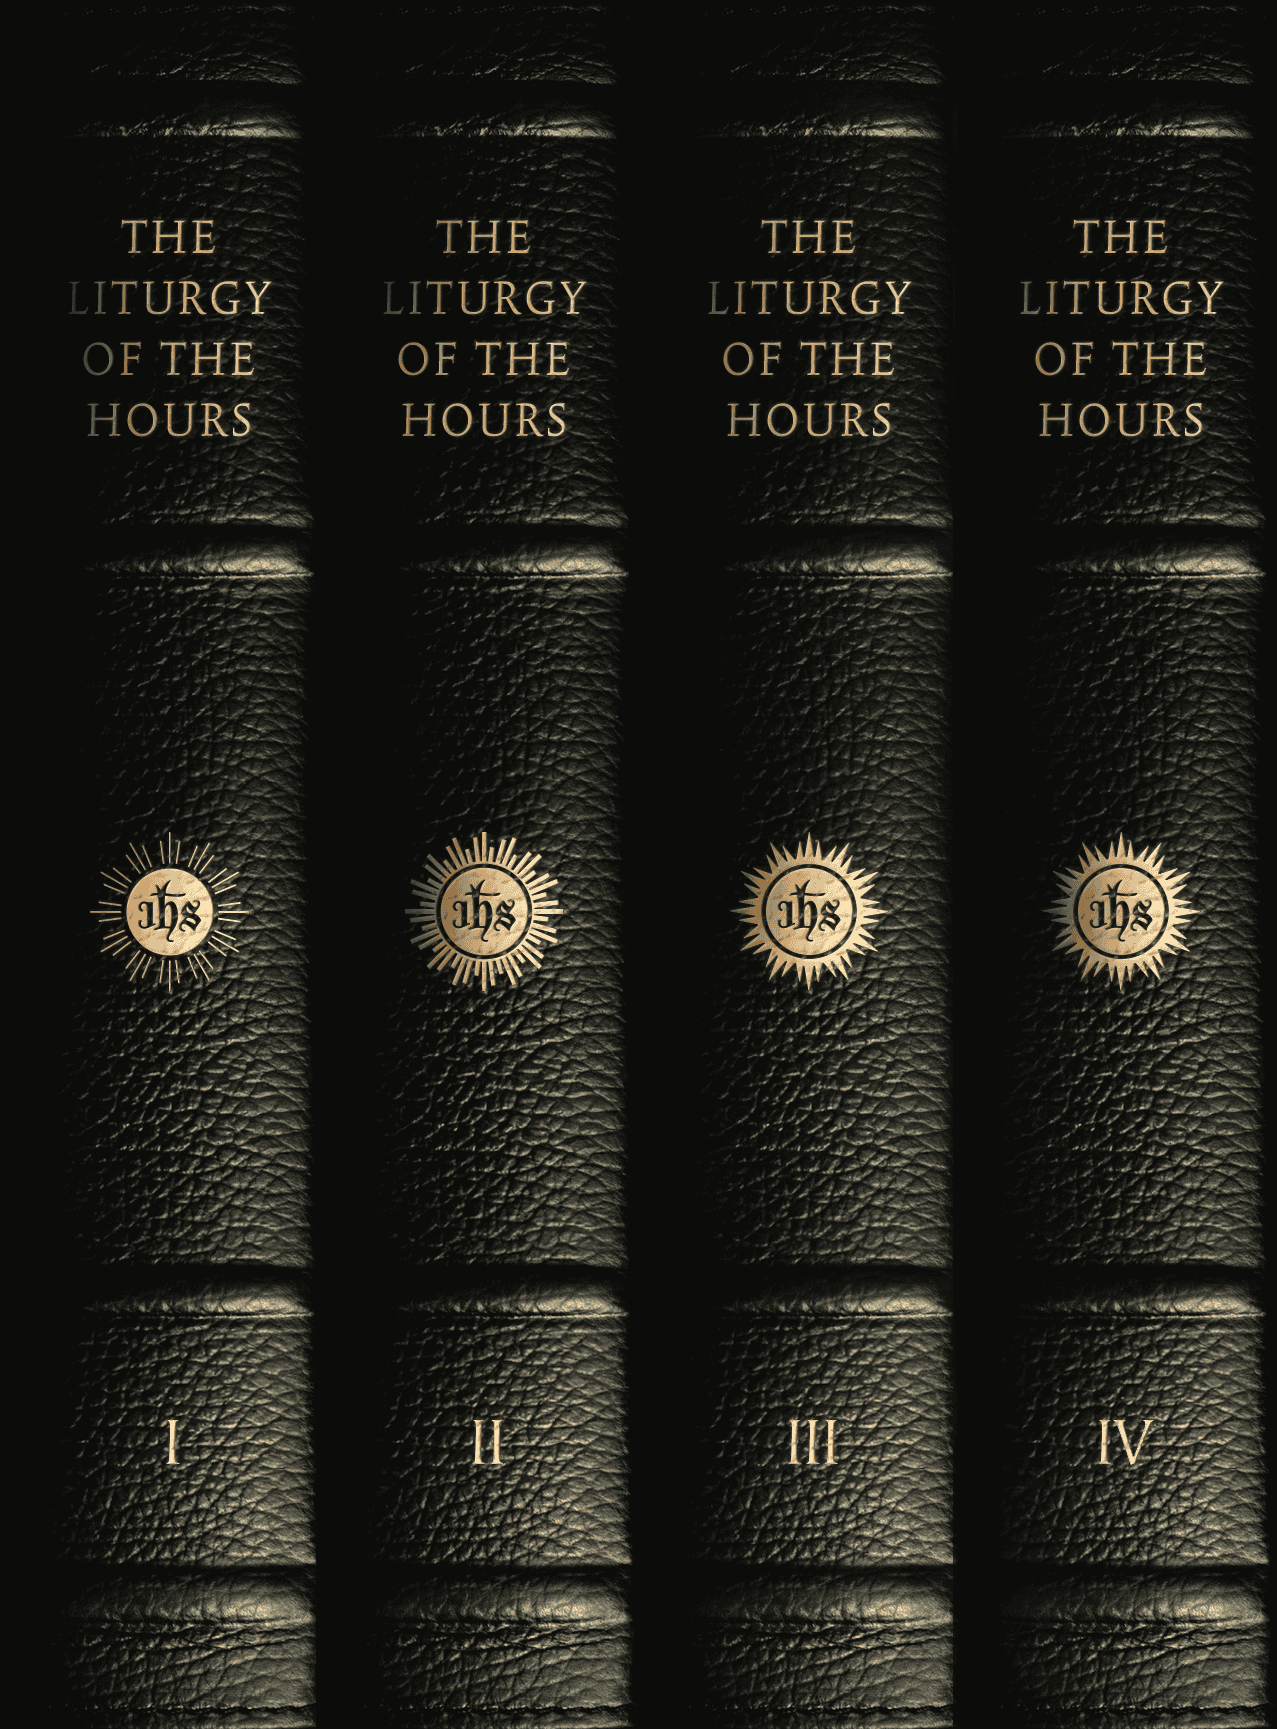 THE
LITURGY
OF THE
HOURS
ihs
I
THE
LITURGY
OF THE
HOURS
ihs
II
THE
LITURGY
OF THE
HOURS
ihs
III
THE
LITURGY
OF THE
HOURS
ihs
IV